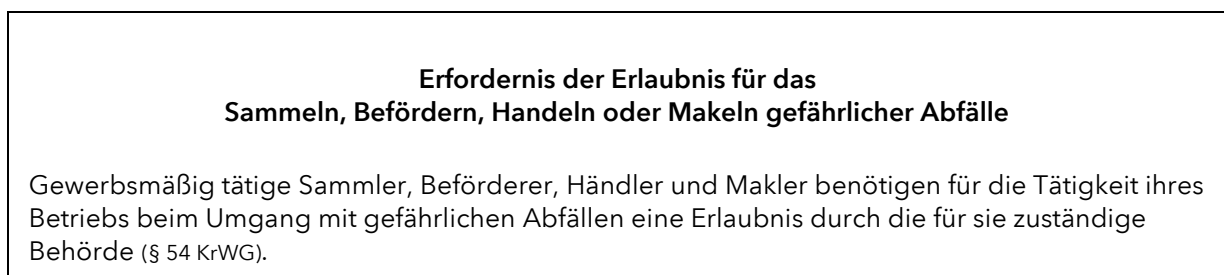 Erfordernis der Erlaubnis für das
Sammeln, Befördern, Handeln oder Makeln gefährlicher Abfälle
Gewerbsmäßig tätige Sammler, Beförderer, Händler und Makler benötigen für die Tätigkeit ihres
Betriebs beim Umgang mit gefährlichen Abfällen eine Erlaubnis durch die für sie zuständige
Behörde (§ 54 KrWG).